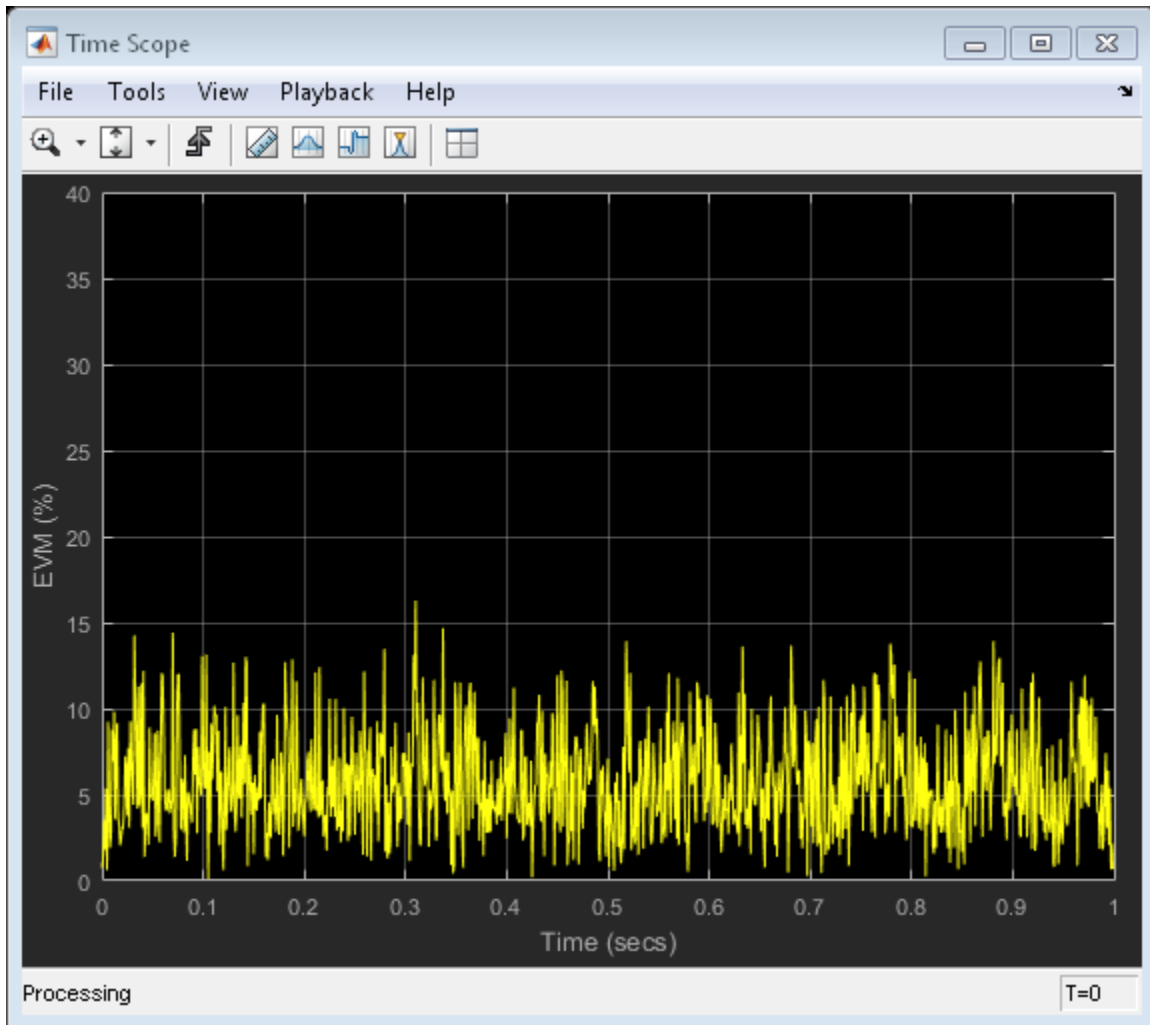 Time Scope
File Tools View Playback Help
40
35
30
25
20
15
10
5
0
EVM (%)
0 0.1 0.2 0.3 0.4 0.5 0.6 0.7 0.8 0.9 1
Time (secs)
Processing T=0